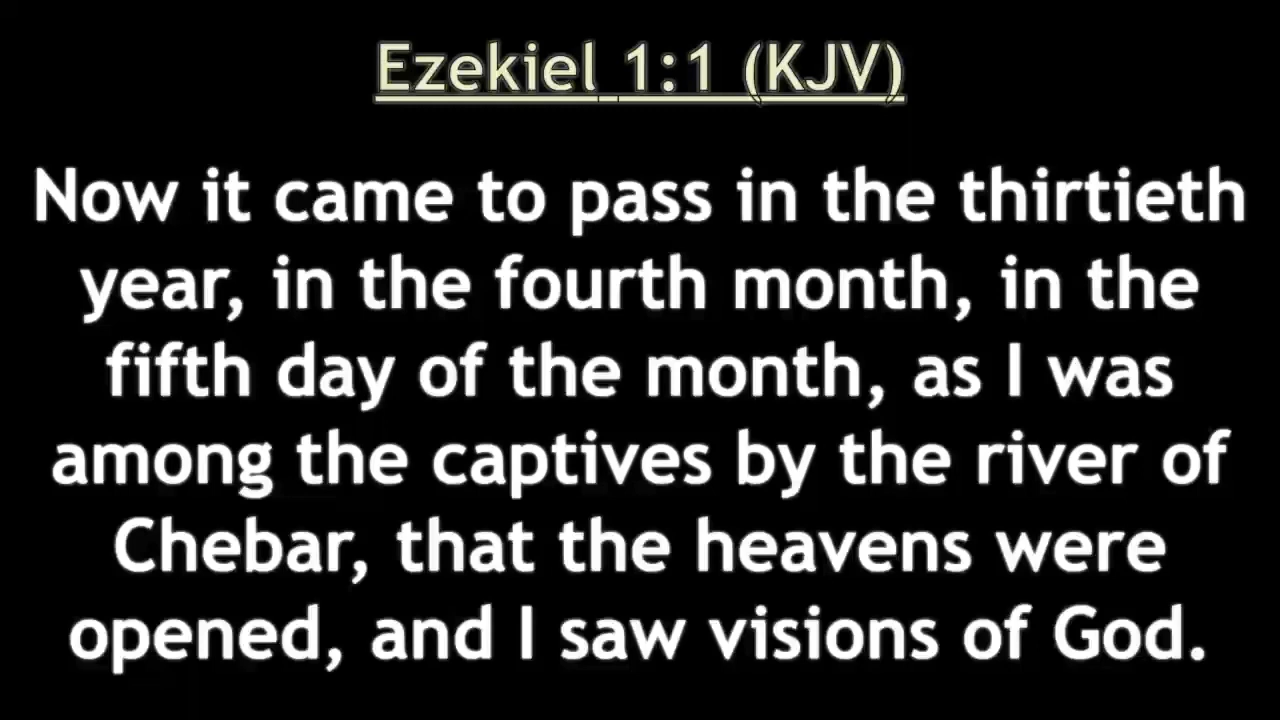 Ezekiel 1:1 (KJV)
Now it came to pass in the thirtieth
year, in the fourth month, in the
fifth day of the month, as I was
among the captives by the river of
Chebar, that the heavens were
opened, and I saw visions of God.